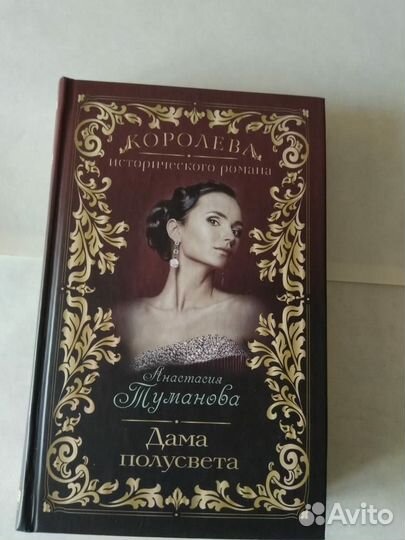 КОРОЛЕВА
исторического романа
Анастасия
Туманова
Дама
полусвета
Avito